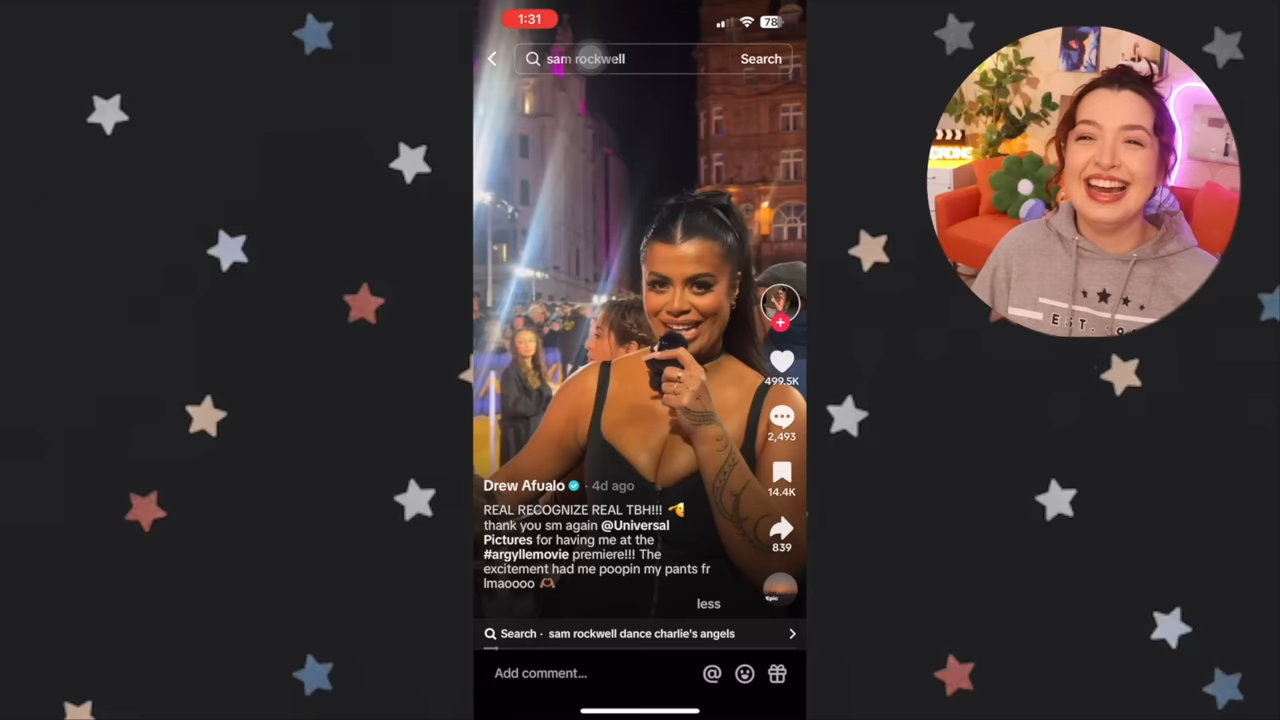 1:31
78
sam rockwell
Search
499.5K
2,493
14.4K
839
Drew Afualo · 4d ago
REAL RECOGNIZE REAL TBH!!! 🫡
thank you sm again @Universal
Pictures for having me at the
#argyllemovie premiere!!! The
excitement had me poopin my pants fr
lmaoooo 🫶🏽
less
Search · sam rockwell dance charlie's angels
Add comment...
EST.